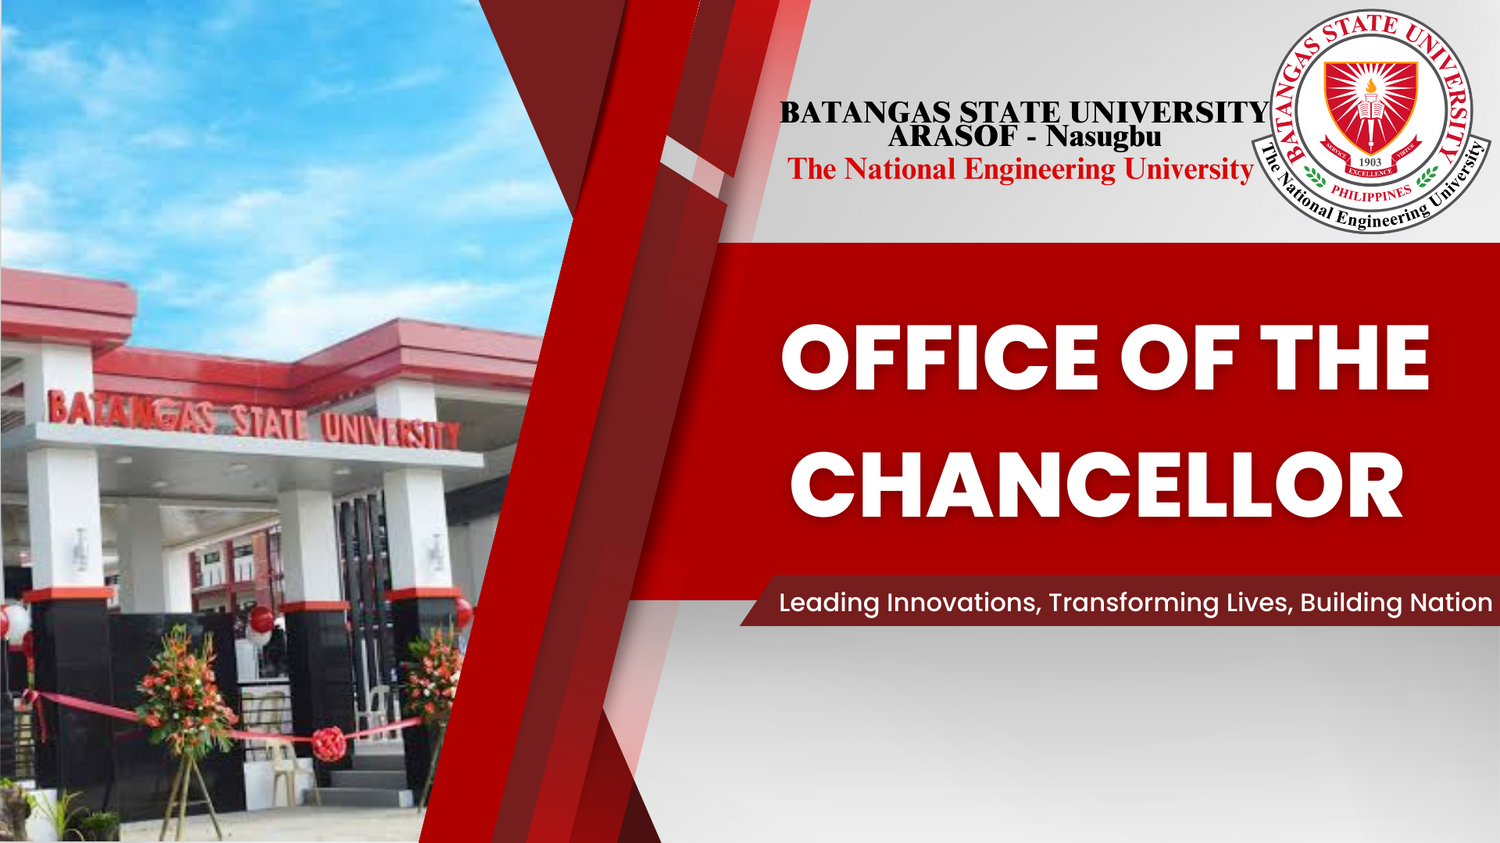 BATANGAS STATE UNIVERSITY
ARASOF - Nasugbu
The National Engineering University
BATANGAS STATE UNIVERSITY
SERVICE
1903
VIRTUE
EXCELLENCE
PHILIPPINES
The National Engineering University
OFFICE OF THE
CHANCELLOR
Leading Innovations, Transforming Lives, Building Nation
BATANGAS STATE UNIVERSITY